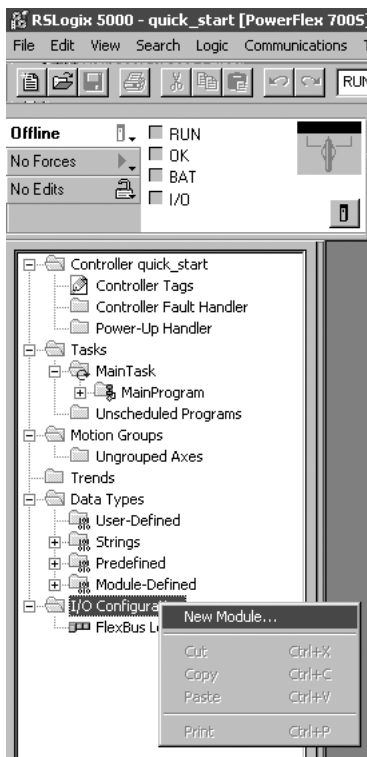 RSLogix 5000 - quick_start [PowerFlex 700S]
File Edit View Search Logic Communications
RUN
Offline RUN
No Forces OK
No Edits BAT
I/O
Controller quick_start
Controller Tags
Controller Fault Handler
Power-Up Handler
Tasks
MainTask
MainProgram
Unscheduled Programs
Motion Groups
Ungrouped Axes
Trends
Data Types
User-Defined
Strings
Predefined
Module-Defined
I/O Configura
New Module...
FlexBus L
Cut Ctrl+X
Copy Ctrl+C
Paste Ctrl+V
Print Ctrl+P